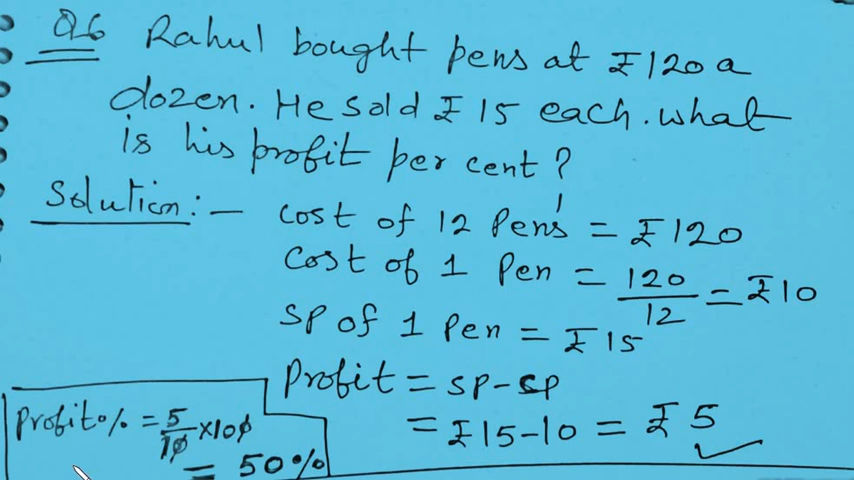 Q6 Rahul bought pens at ₹120 a
dozen. He sold ₹ 15 each. what
is his profit per cent?
Solution:- cost of 12 Pens' = ₹120
Cost of 1 Pen = 120/12 = ₹10
SP of 1 Pen = ₹15
Profit = SP-CP
= ₹15-10 = ₹5
Profit% = 5/10 ×100
= 50%